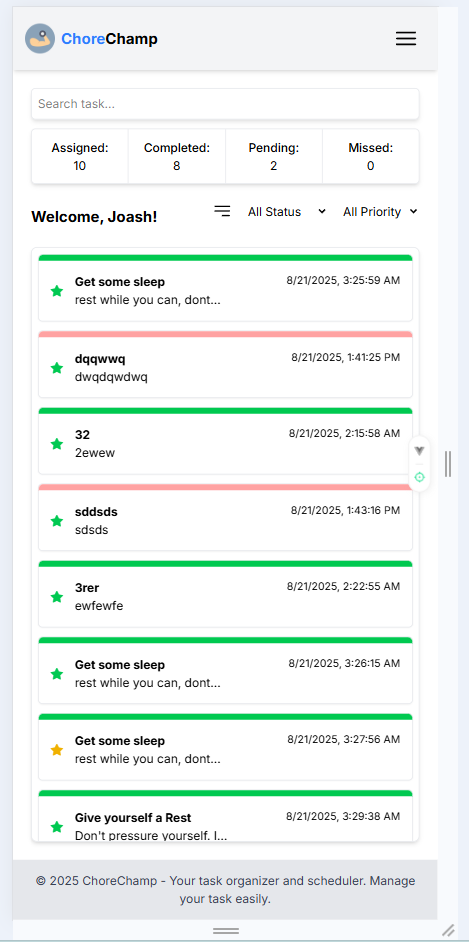 ChoreChamp
Search task...
Assigned: Completed: Pending: Missed:
10 8 2 0
Welcome, Joash! All Status All Priority
Get some sleep 8/21/2025, 3:25:59 AM
rest while you can, dont...
dqqwwq 8/21/2025, 1:41:25 PM
dwqdqwdwq
32 8/21/2025, 2:15:58 AM
2ewew
sddsds 8/21/2025, 1:43:16 PM
sdsds
3rer 8/21/2025, 2:22:55 AM
ewfewfe
Get some sleep 8/21/2025, 3:26:15 AM
rest while you can, dont...
Get some sleep 8/21/2025, 3:27:56 AM
rest while you can, dont...
Give yourself a Rest 8/21/2025, 3:29:38 AM
Don't pressure yourself. I...
© 2025 ChoreChamp - Your task organizer and scheduler. Manage
your task easily.